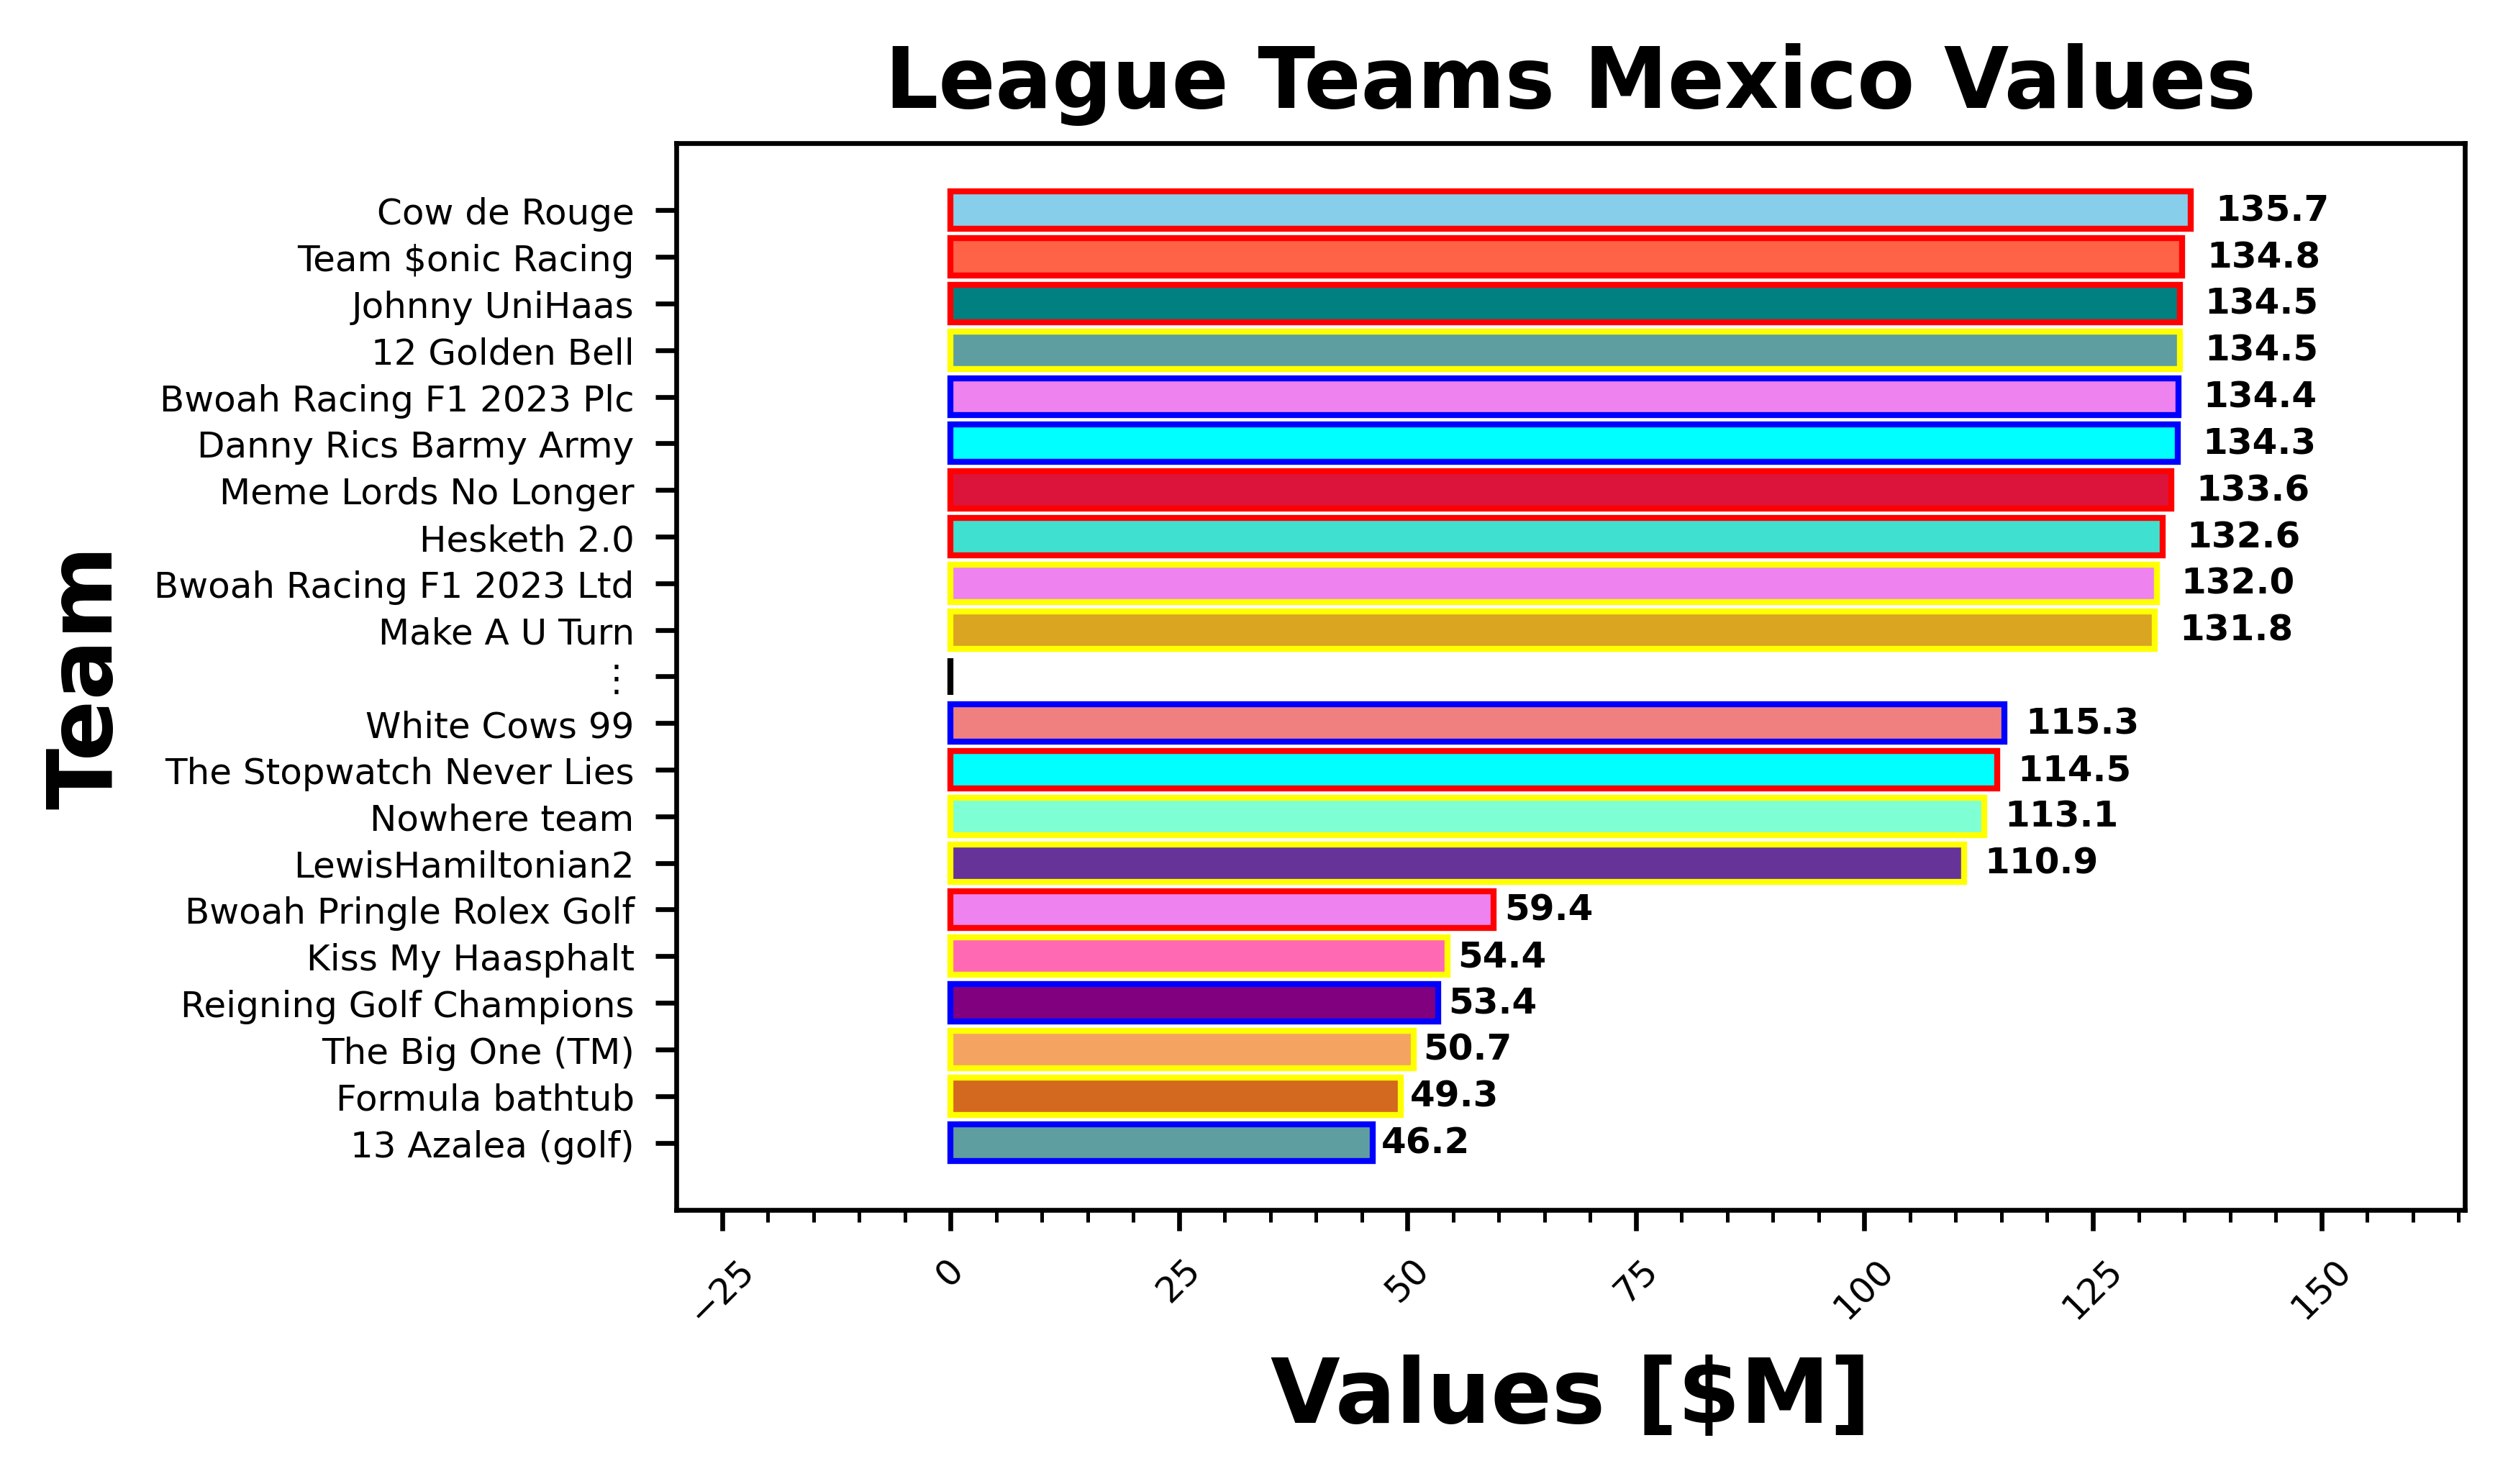 League Teams Mexico Values
Team
Cow de Rouge 135.7
Team $onic Racing 134.8
Johnny UniHaas 134.5
12 Golden Bell 134.5
Bwoah Racing F1 2023 Plc 134.4
Danny Rics Barmy Army 134.3
Meme Lords No Longer 133.6
Hesketh 2.0 132.6
Bwoah Racing F1 2023 Ltd 132.0
Make A U Turn 131.8
⋮
White Cows 99 115.3
The Stopwatch Never Lies 114.5
Nowhere team 113.1
LewisHamiltonian2 110.9
Bwoah Pringle Rolex Golf 59.4
Kiss My Haasphalt 54.4
Reigning Golf Champions 53.4
The Big One (TM) 50.7
Formula bathtub 49.3
13 Azalea (golf) 46.2
−25 0 25 50 75 100 125 150
Values [$M]